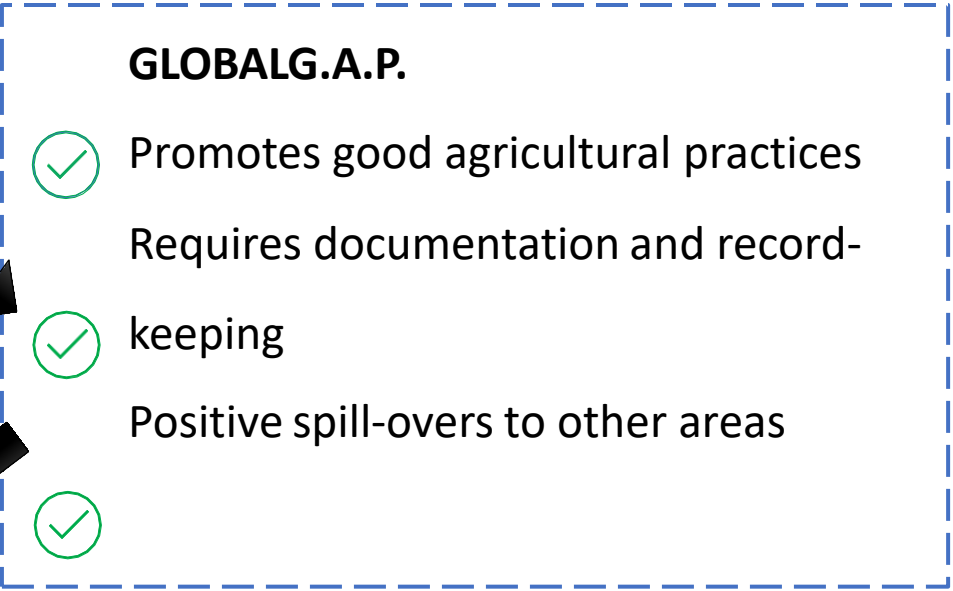 GLOBALG.A.P.
Promotes good agricultural practices
Requires documentation and record-
keeping
Positive spill-overs to other areas